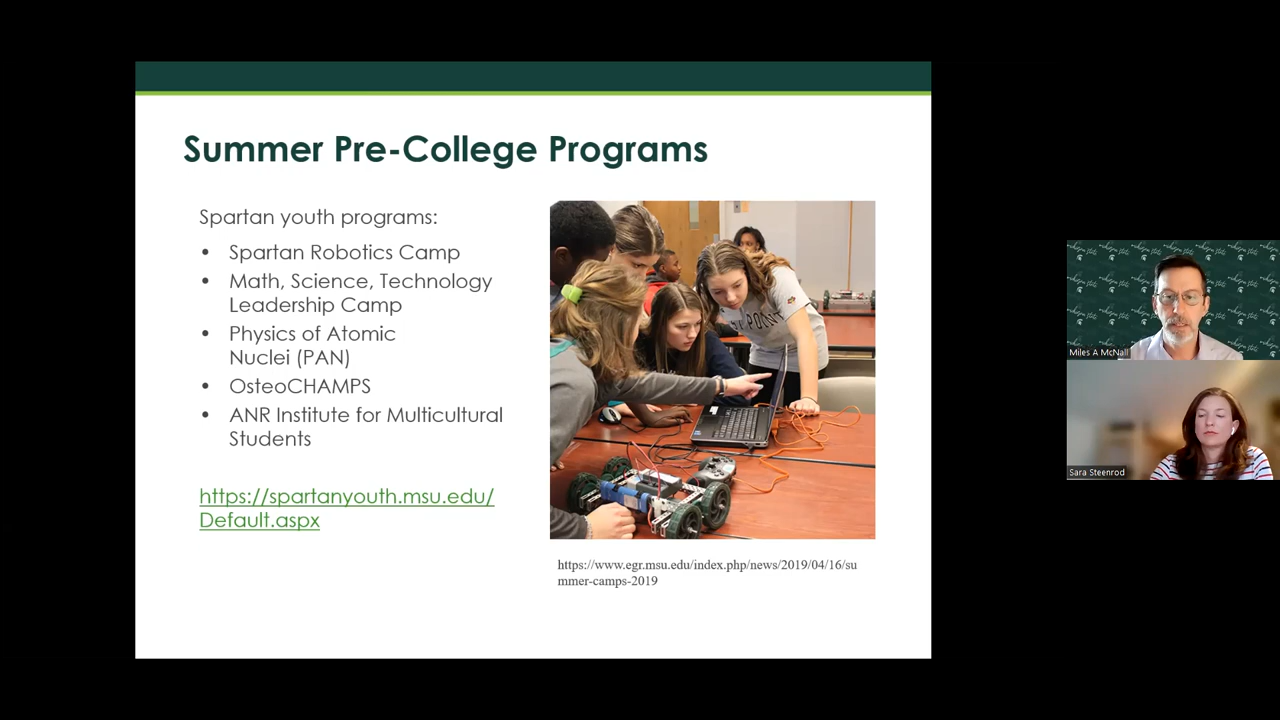 Summer Pre-College Programs
Spartan youth programs:
• Spartan Robotics Camp
• Math, Science, Technology
Leadership Camp
• Physics of Atomic
Nuclei (PAN)
• OsteoCHAMPS
• ANR Institute for Multicultural
Students
https://spartanyouth.msu.edu/
Default.aspx
https://www.egr.msu.edu/index.php/news/2019/04/16/su
mmer-camps-2019
Miles A McNall
Sara Steenrod